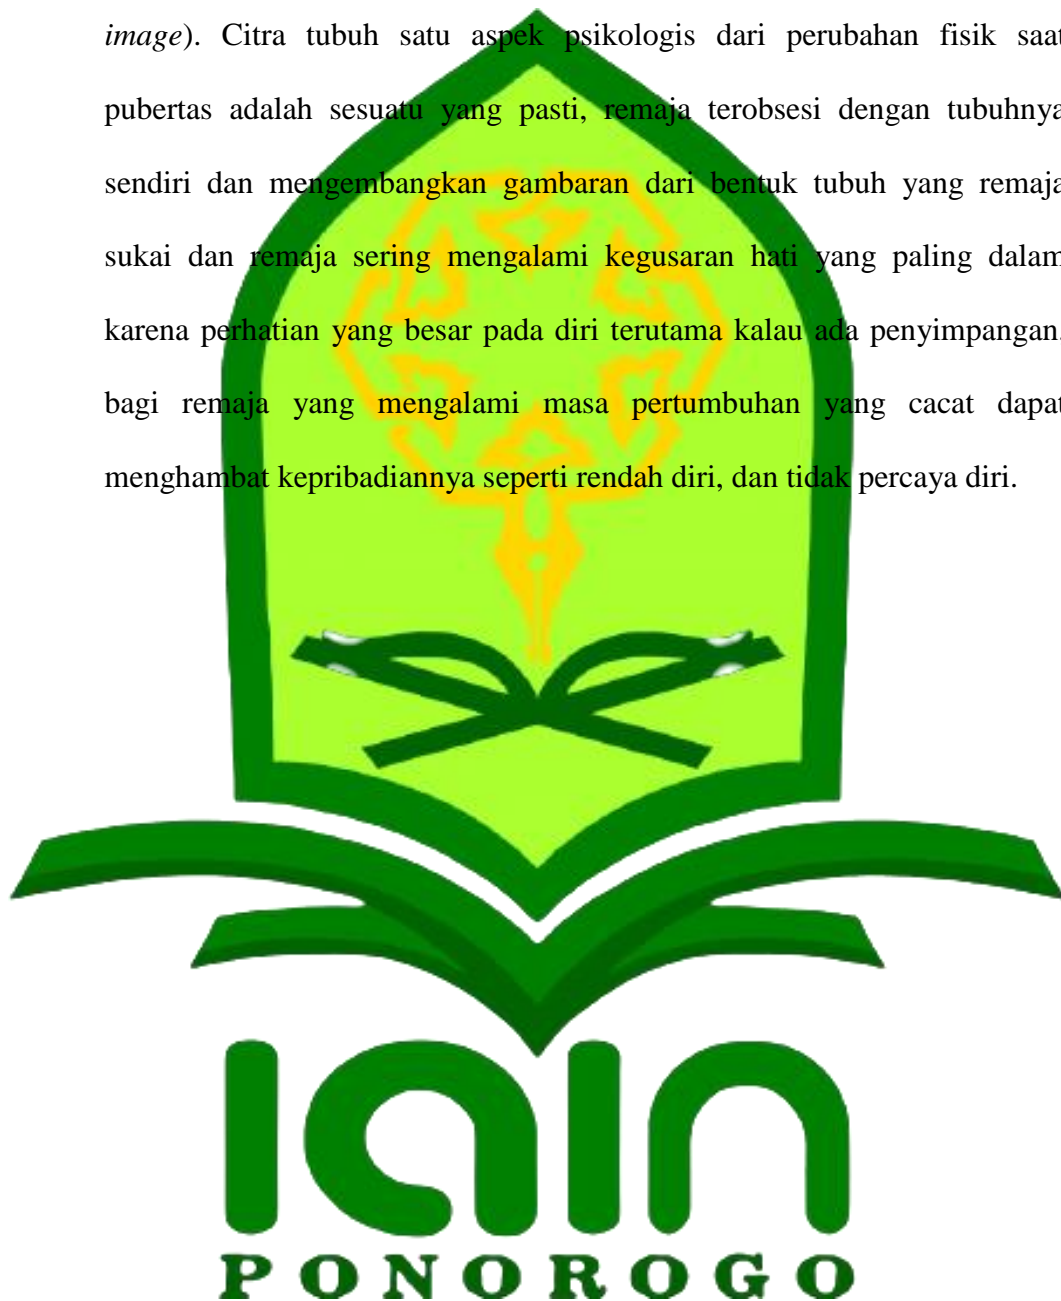 image). Citra tubuh satu aspek psikologis dari perubahan fisik saat
pubertas adalah sesuatu yang pasti, remaja terobsesi dengan tubuhnya
sendiri dan mengembangkan gambaran dari bentuk tubuh yang remaja
sukai dan remaja sering mengalami kegusaran hati yang paling dalam
karena perhatian yang besar pada diri terutama kalau ada penyimpangan.
bagi remaja yang mengalami masa pertumbuhan yang cacat dapat
menghambat kepribadiannya seperti rendah diri, dan tidak percaya diri.
iain
PONOROGO